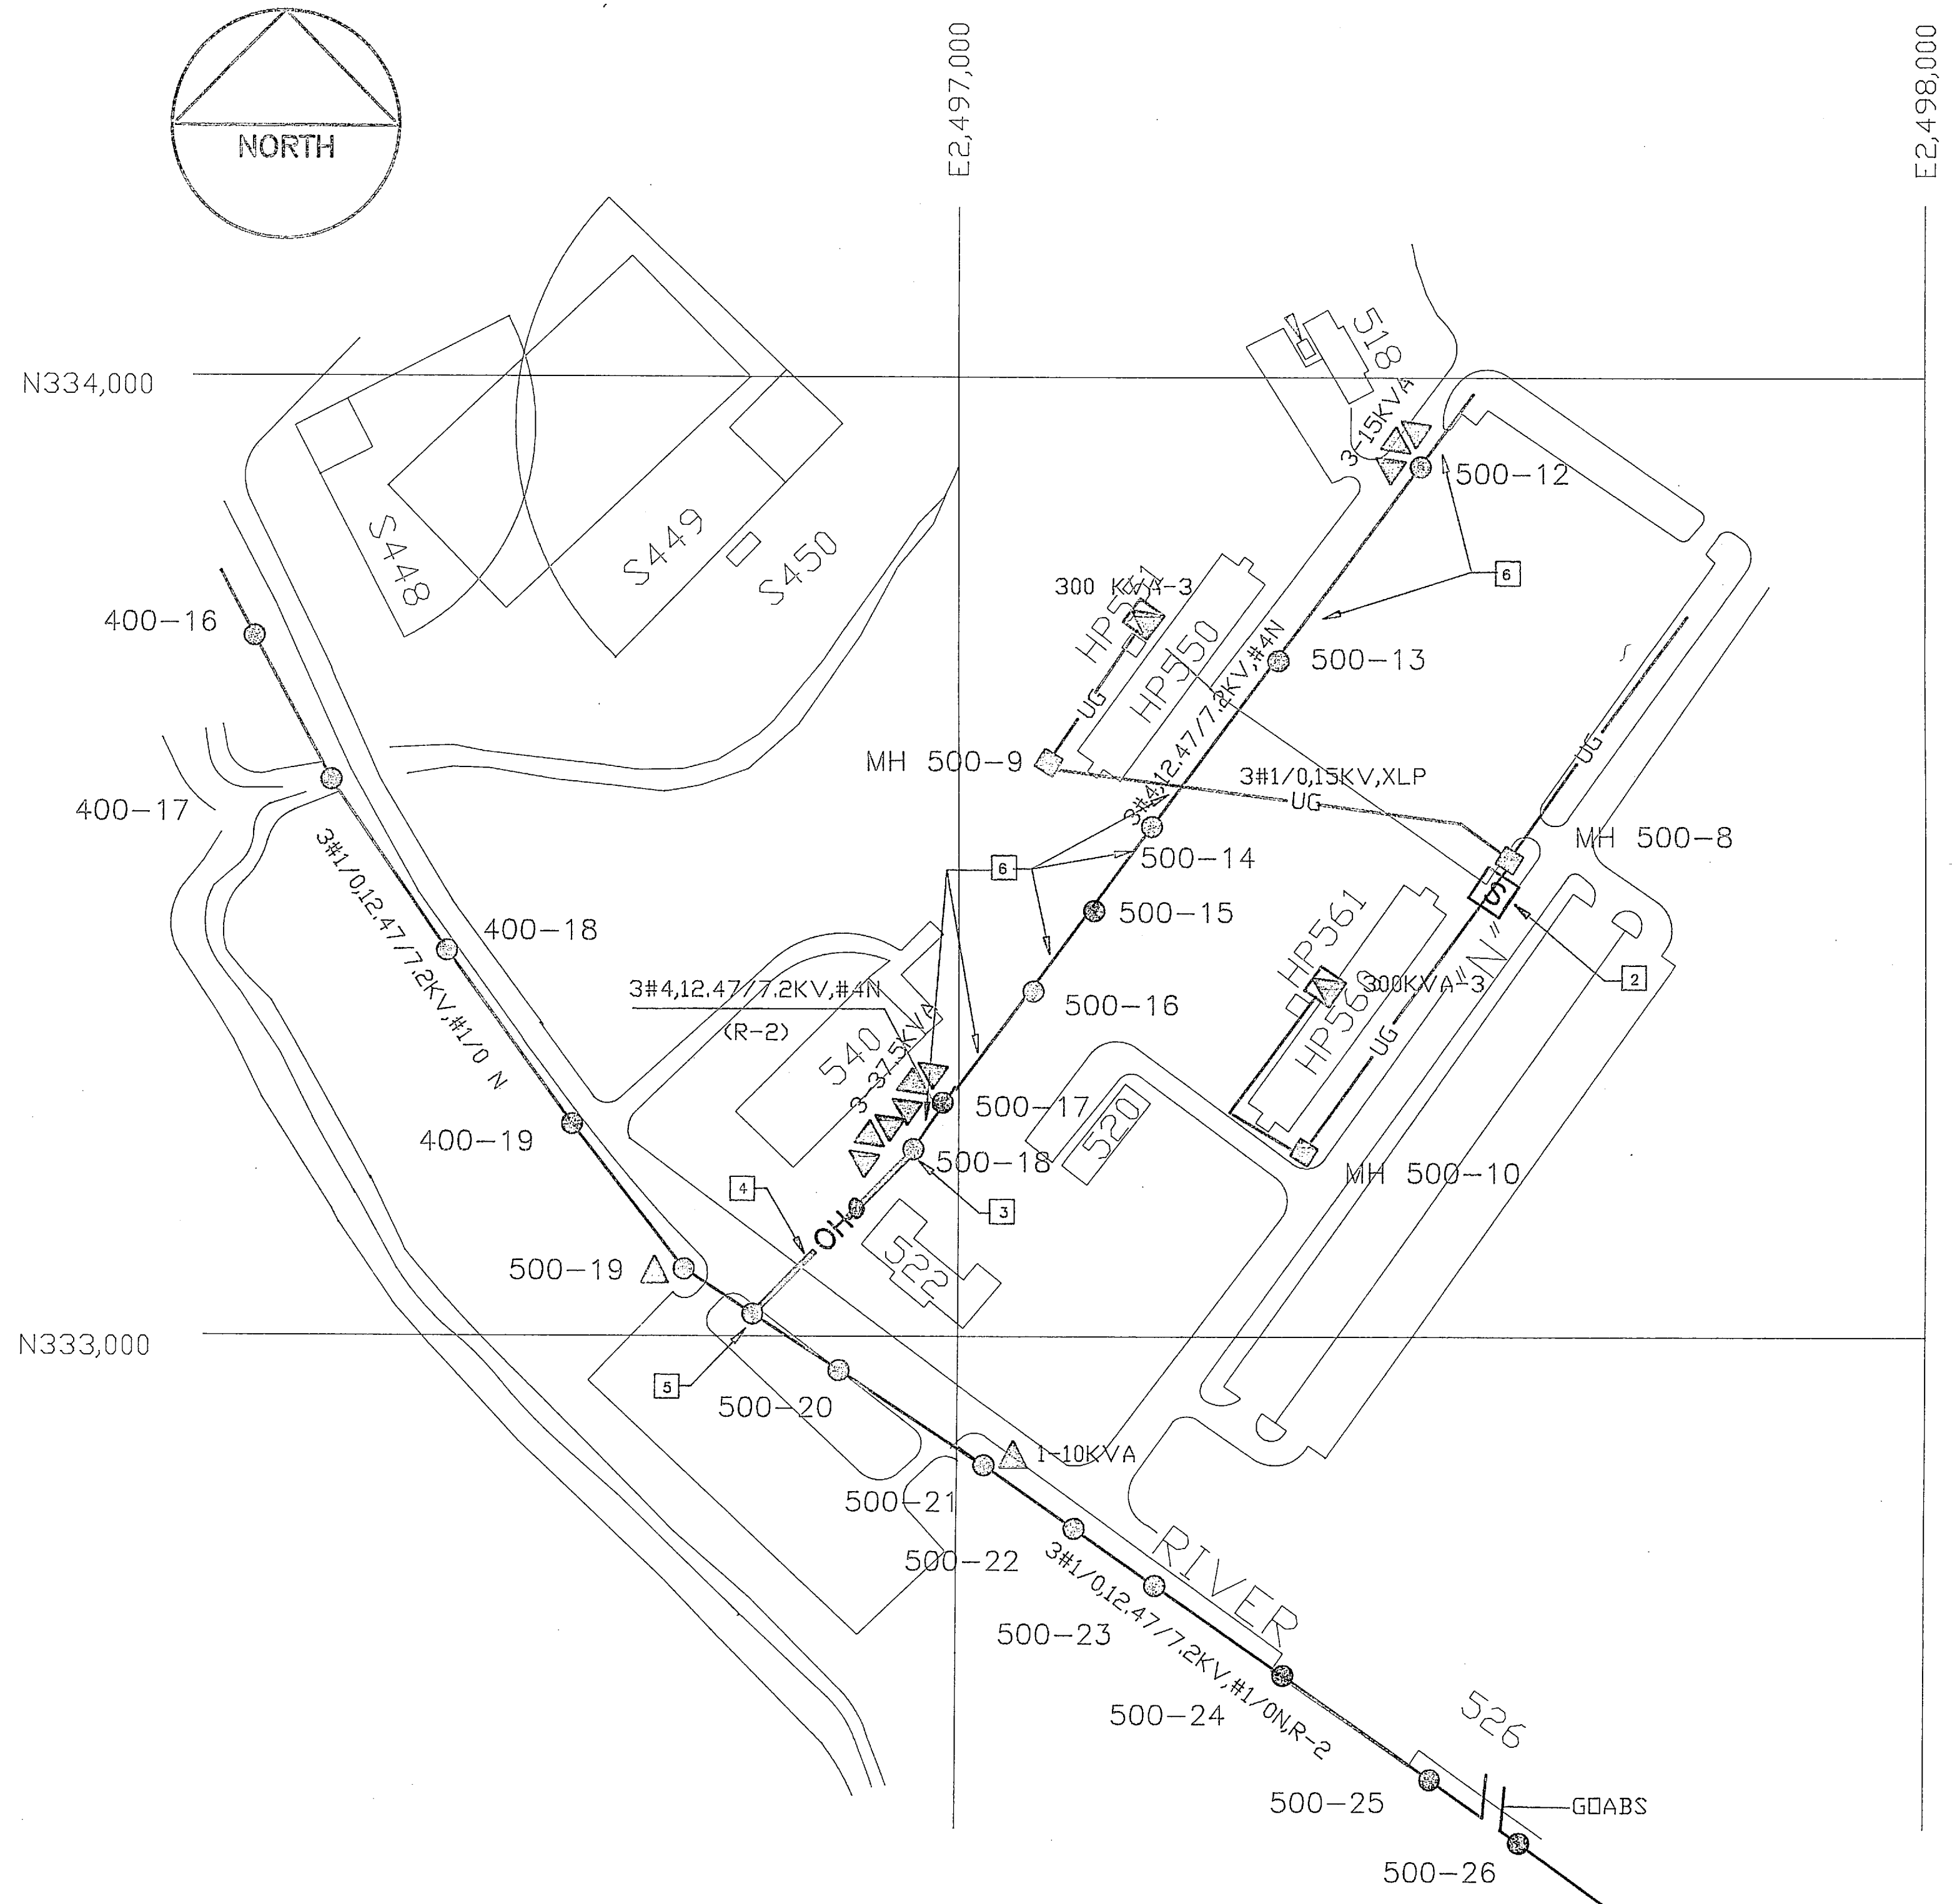 NORTH
E2,497,000
E2,498,000
N334,000
518
3-15KVA
500-12
S448
S449
S450
6
300 KVA-3
HP551
HP550
400-16
500-13
UG
3#4,12.47/7.2KV,#4N
MH 500-9
3#1/0,15KV,XLP
UG
UG
400-17
MH 500-8
3#1/0,12.47/7.2KV,#1/0 N
500-14
6
S
500-15
400-18
HP561
"N"
2
3#4,12.47/7.2KV,#4N
(R-2)
300KVA-3
HP560
500-16
540
3-37.5KVA
UG
500-17
520
400-19
500-18
MH 500-10
4
3
OH
522
500-19
N333,000
5
500-20
1-10KVA
500-21
500-22
RIVER
3#1/0,12.47/7.2KV,#1/0N,R-2
500-23
500-24
526
500-25
GOABS
500-26